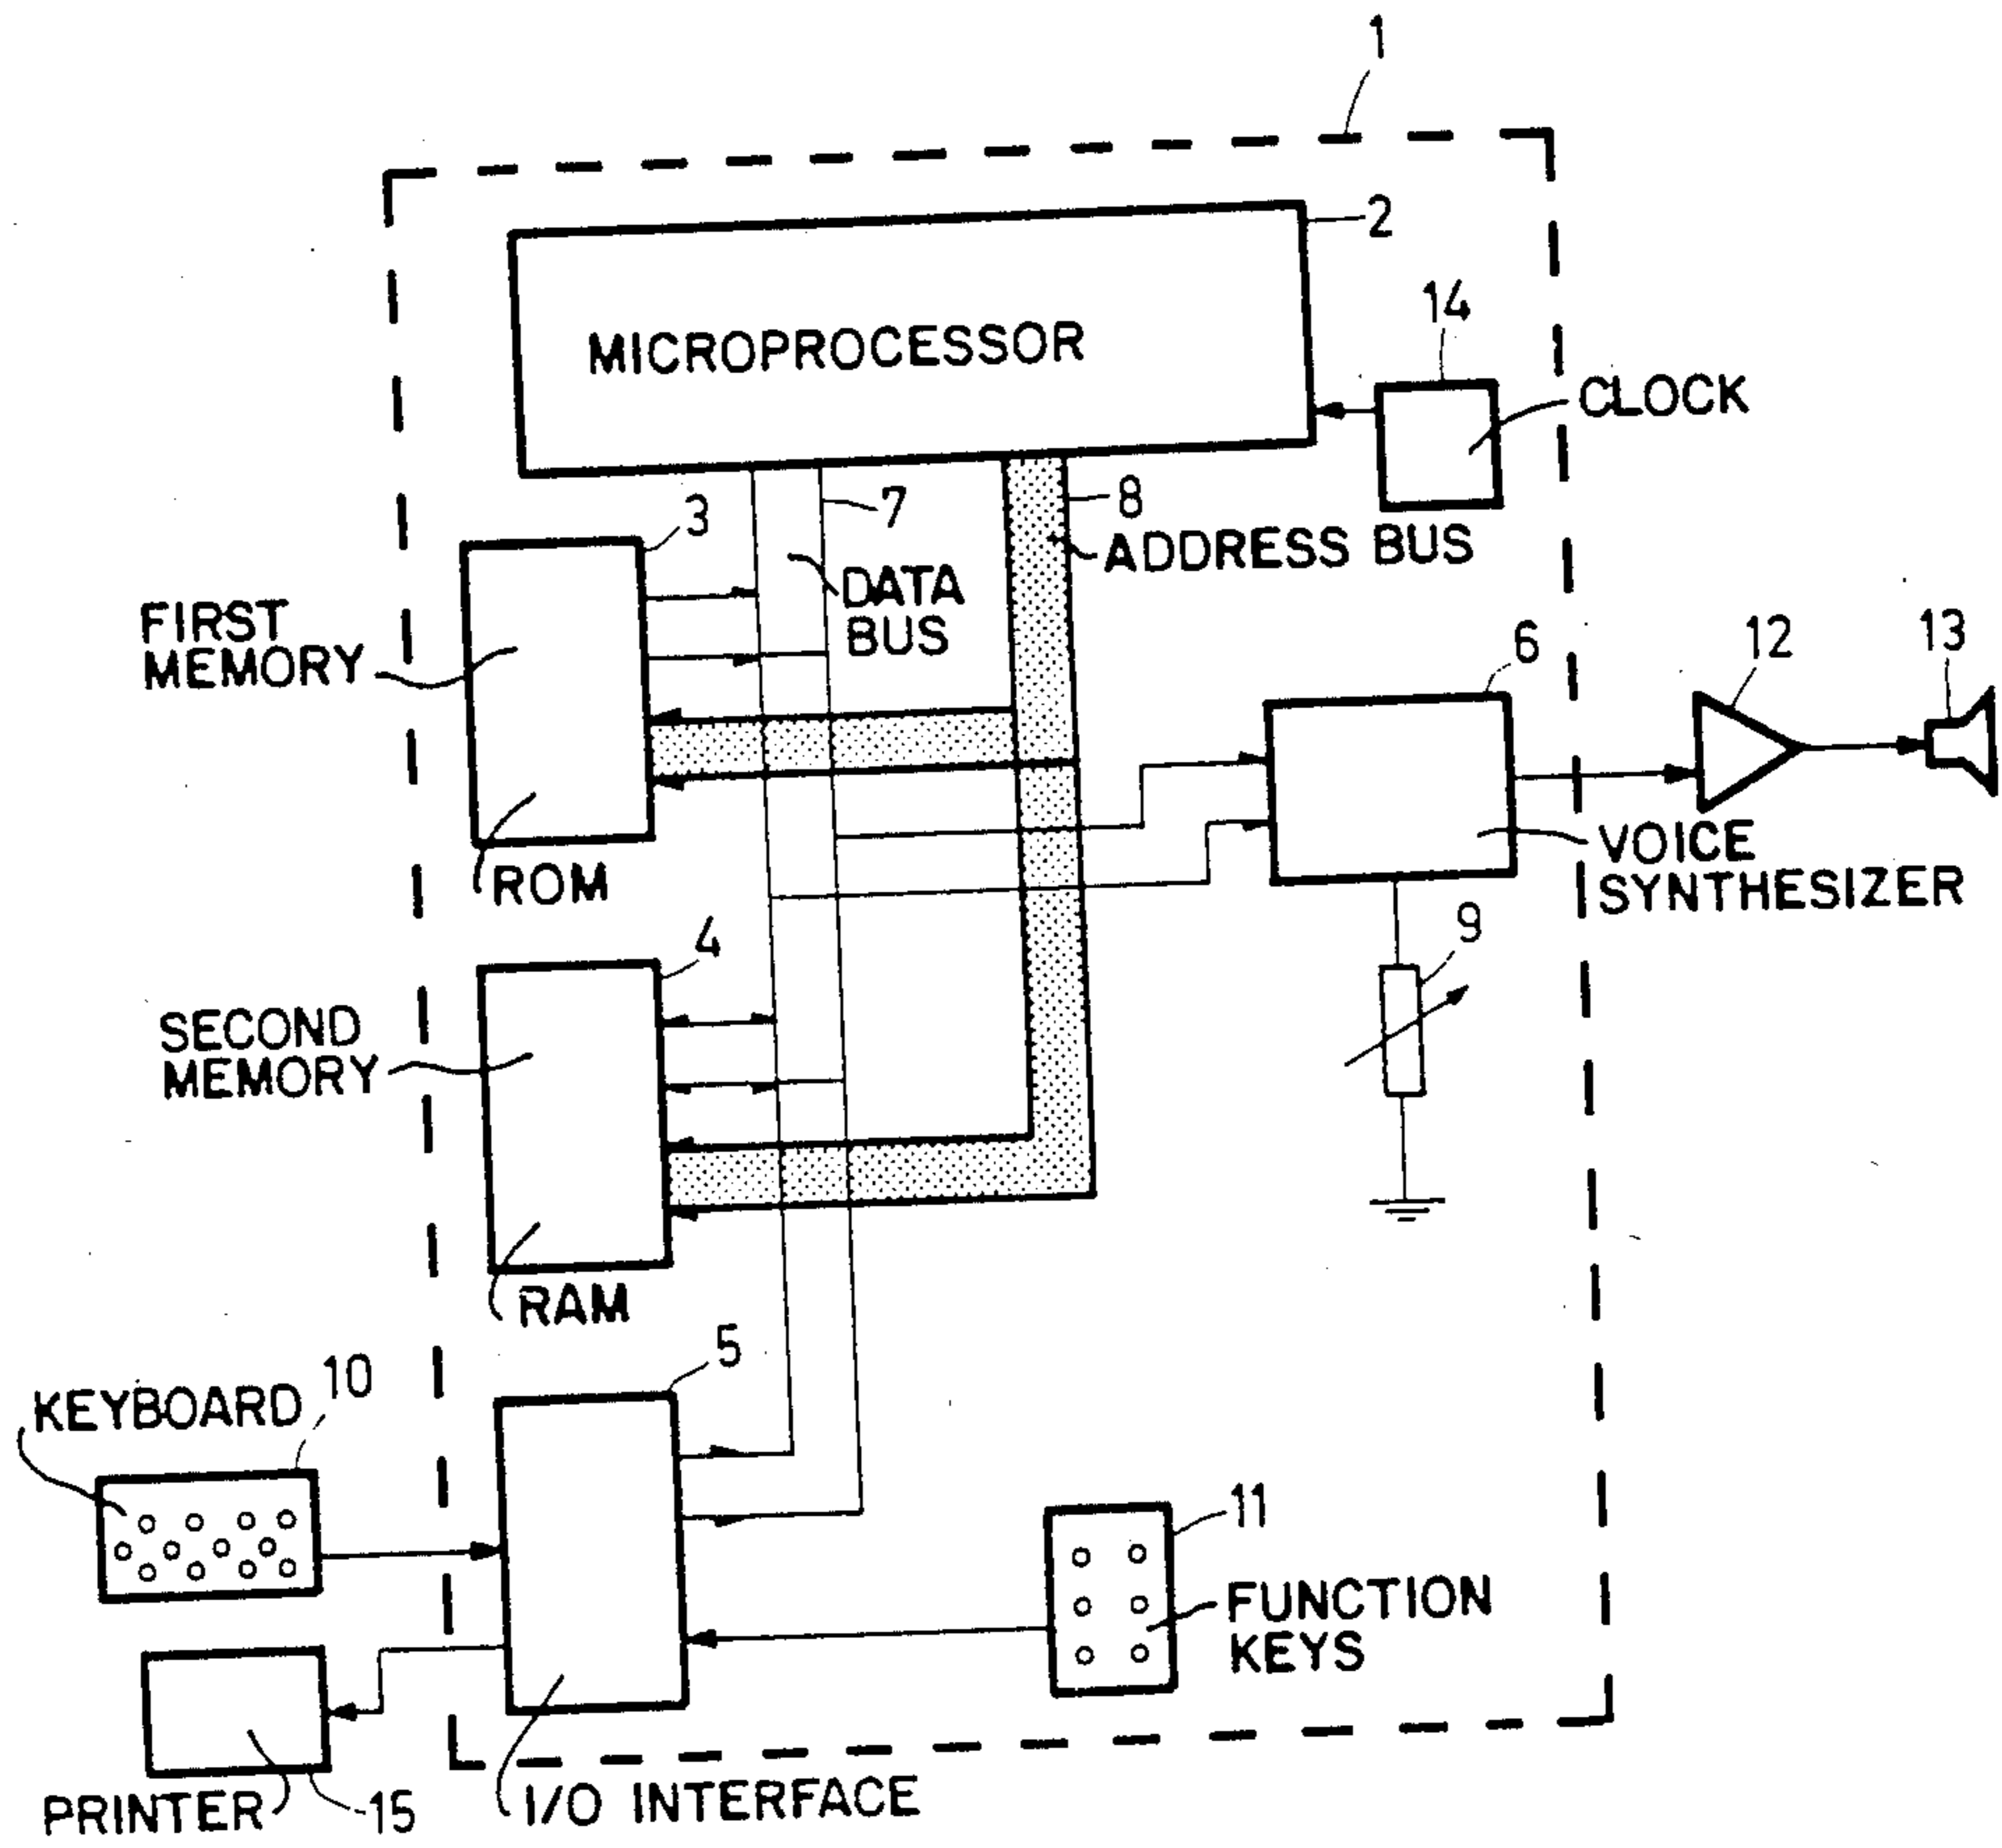 1
2
MICROPROCESSOR
14
CLOCK
3
7
8
ADDRESS BUS
DATA
BUS
FIRST
MEMORY
6
12
13
ROM
VOICE
SYNTHESIZER
4
9
SECOND
MEMORY
RAM
5
KEYBOARD
10
11
FUNCTION
KEYS
PRINTER
15
I/O INTERFACE